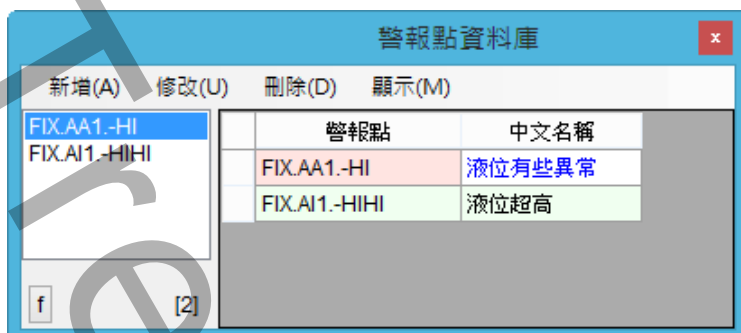 警報點資料庫
x
新增(A) 修改(U) 刪除(D) 顯示(M)
FIX.AA1.-HI
FIX.AI1.-HIHI
f [2]
警報點 中文名稱
FIX.AA1.-HI 液位有些異常
FIX.AI1.-HIHI 液位超高